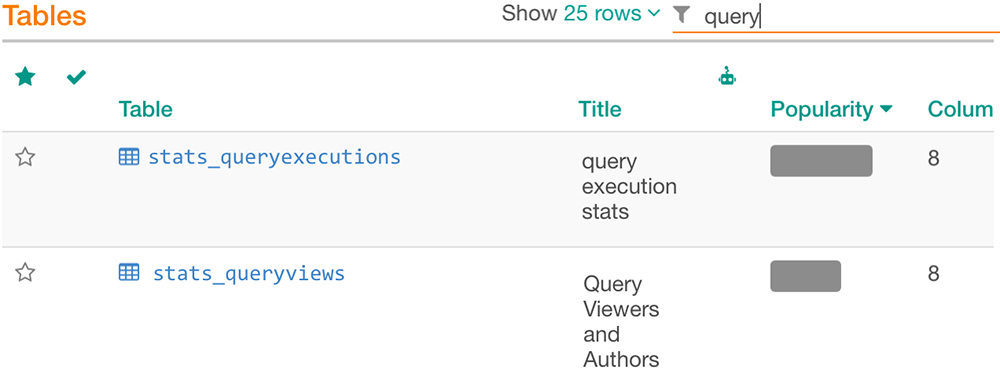 Tables Show 25 rows query
Table Title Popularity Colum
stats_queryexecutions query 8
execution
stats
stats_queryviews Query 8
Viewers
and
Authors